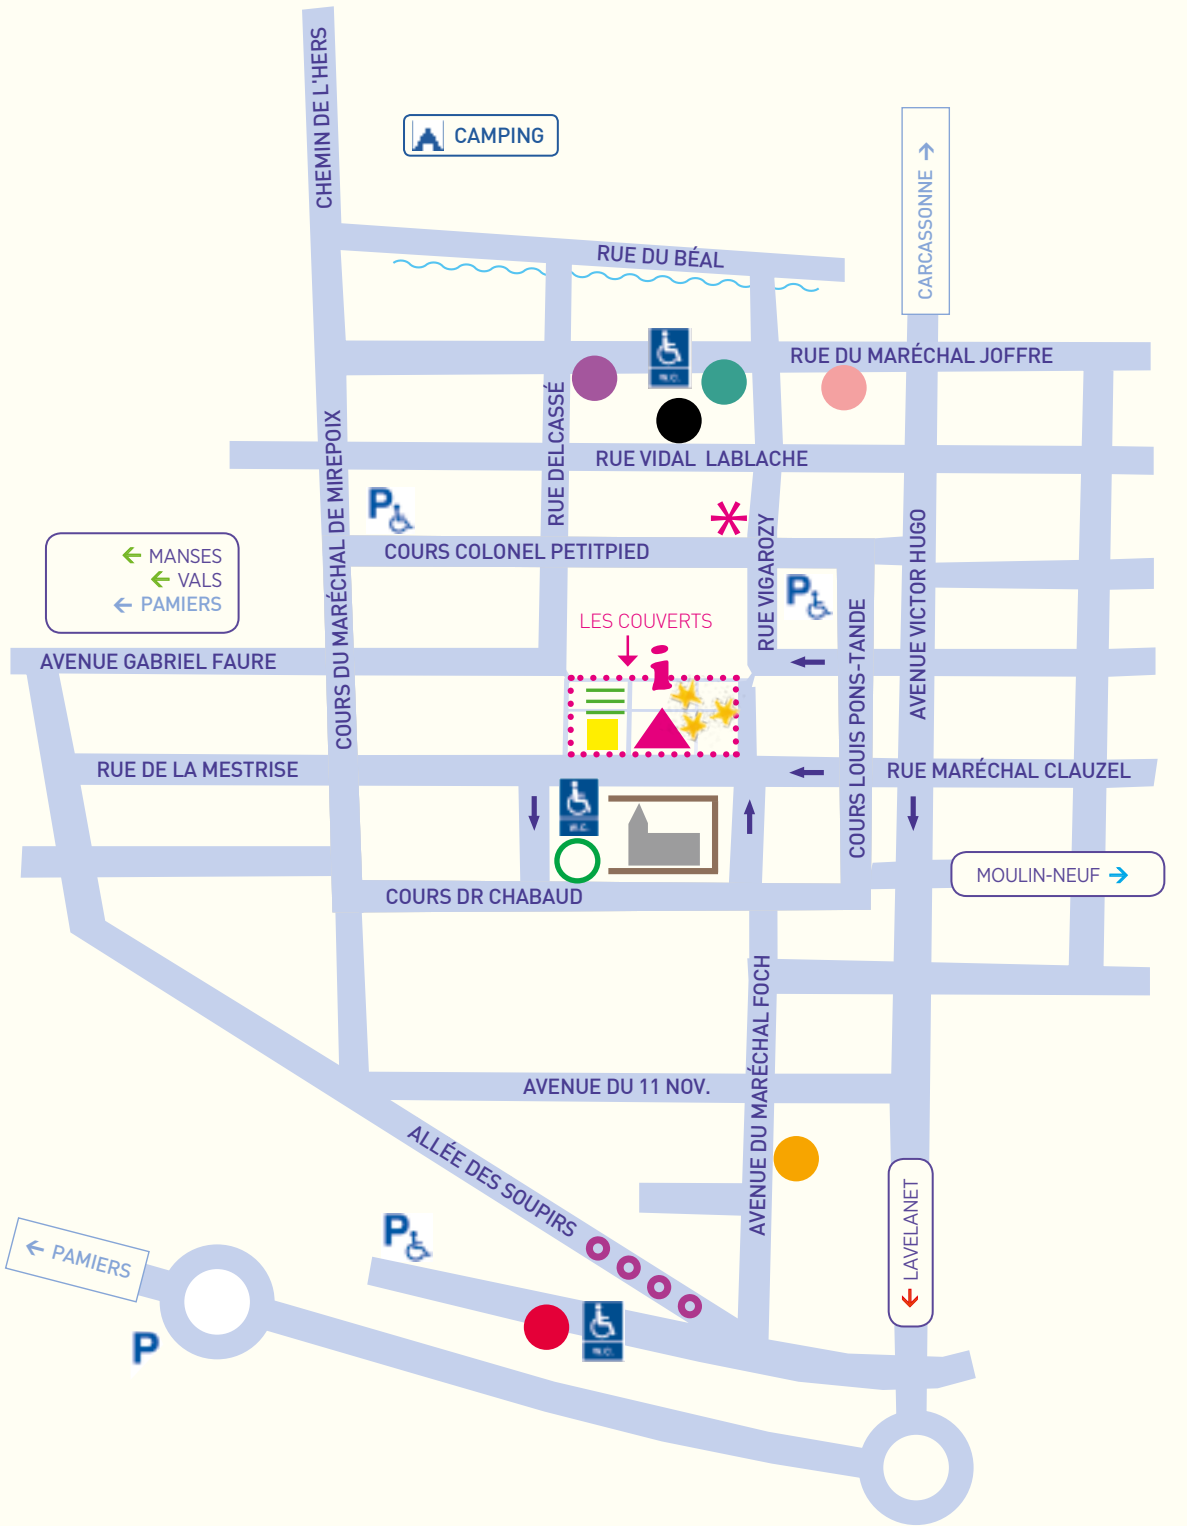 CHEMIN DE L'HERS
CAMPING
CARCASSONNE →
RUE DU BÉAL
RUE DU MARÉCHAL JOFFRE
W.C.
RUE DELCASSÉ
COURS DU MARÉCHAL DE MIREPOIX
RUE VIDAL LABLACHE
P
COURS COLONEL PETITPIED
RUE VIGAROZY
AVENUE VICTOR HUGO
← MANSES
← VALS
← PAMIERS
P
LES COUVERTS
i
COURS LOUIS PONS-TANDE
AVENUE GABRIEL FAURE
RUE DE LA MESTRISE
RUE MARÉCHAL CLAUZEL
W.C.
MOULIN-NEUF →
COURS DR CHABAUD
AVENUE DU MARÉCHAL FOCH
AVENUE DU 11 NOV.
ALLÉE DES SOUPIRS
← LAVELANET
P
← PAMIERS
P
W.C.